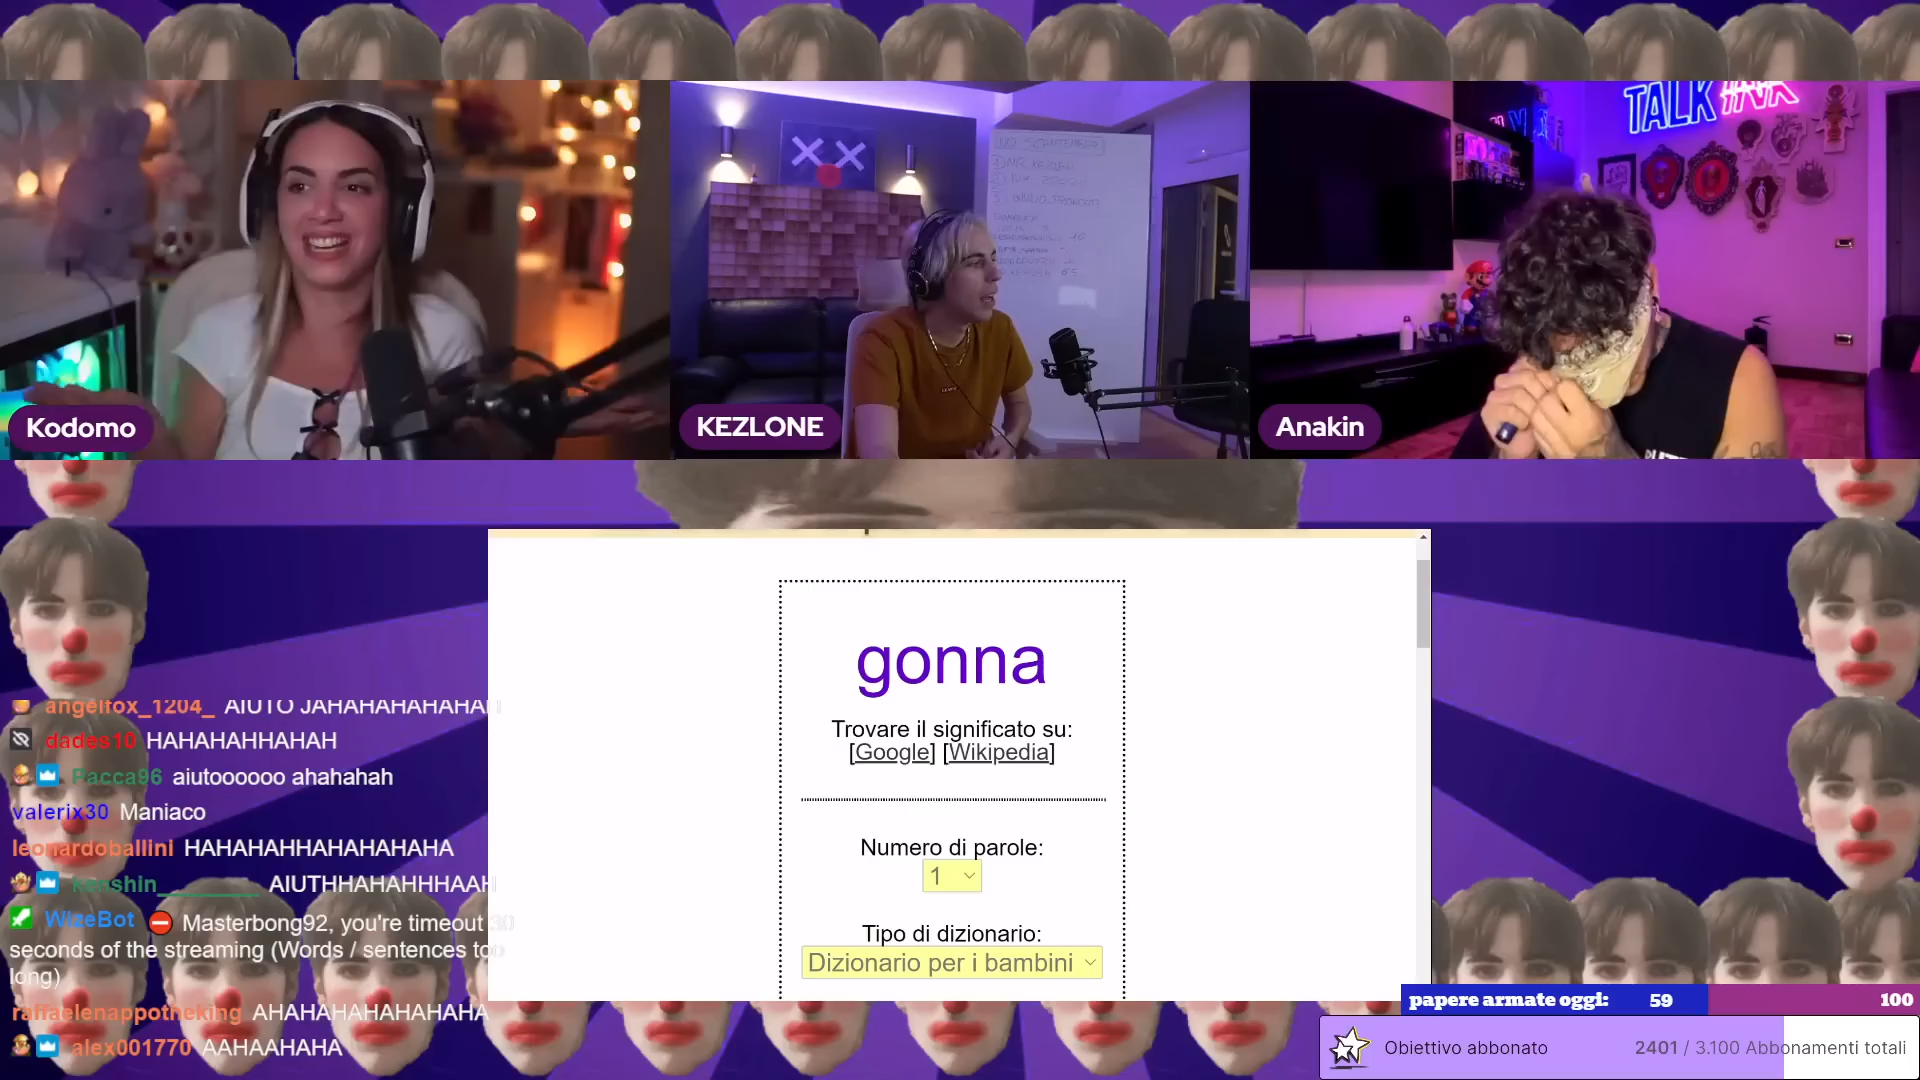 TALK INK
Kodomo
KEZLONE
Anakin
gonna
Trovare il significato su:
[Google] [Wikipedia]
Numero di parole:
1
Tipo di dizionario:
Dizionario per i bambini
angelfox_1204_ AIUTO JAHAHAHAHAHAH
dades10 HAHAHAHHAHAH
Pacca96 aiutoooooo ahahahah
valerix30 Maniaco
leonardoballini HAHAHAHHAHAHAHAHA
kenshin________ AIUTHHAHAHHHAAH
WizeBot Masterbong92, you're timeout 30
seconds of the streaming (Words / sentences too
long)
raffaelenappotheking AHAHAHAHAHAHAHA
alex001770 AAHAAHAHA
papere armate oggi: 59 100
Obiettivo abbonato 2401 / 3.100 Abbonamenti totali